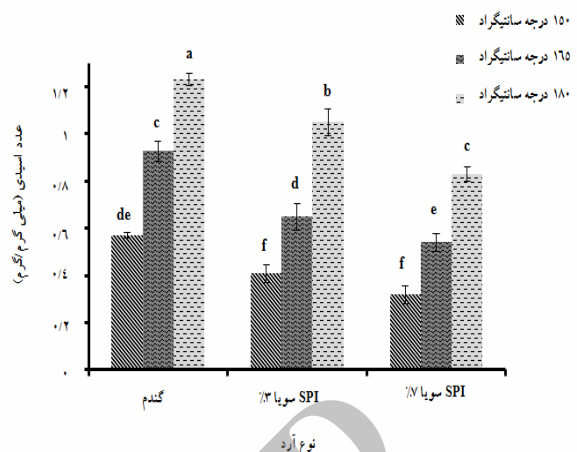 ۱۵۰ درجه سانتیگراد
۱۶۵ درجه سانتیگراد
۱۸۰ درجه سانتیگراد
عدد اسیدی (میلی گرم/گرم)
۱/۲
۱
۰/۸
۰/۶
۰/٤
۰/۲
۰
de
c
a
f
d
b
f
e
c
گندم
SPI سویا ۳٪
SPI سویا ۷٪
نوع آرد